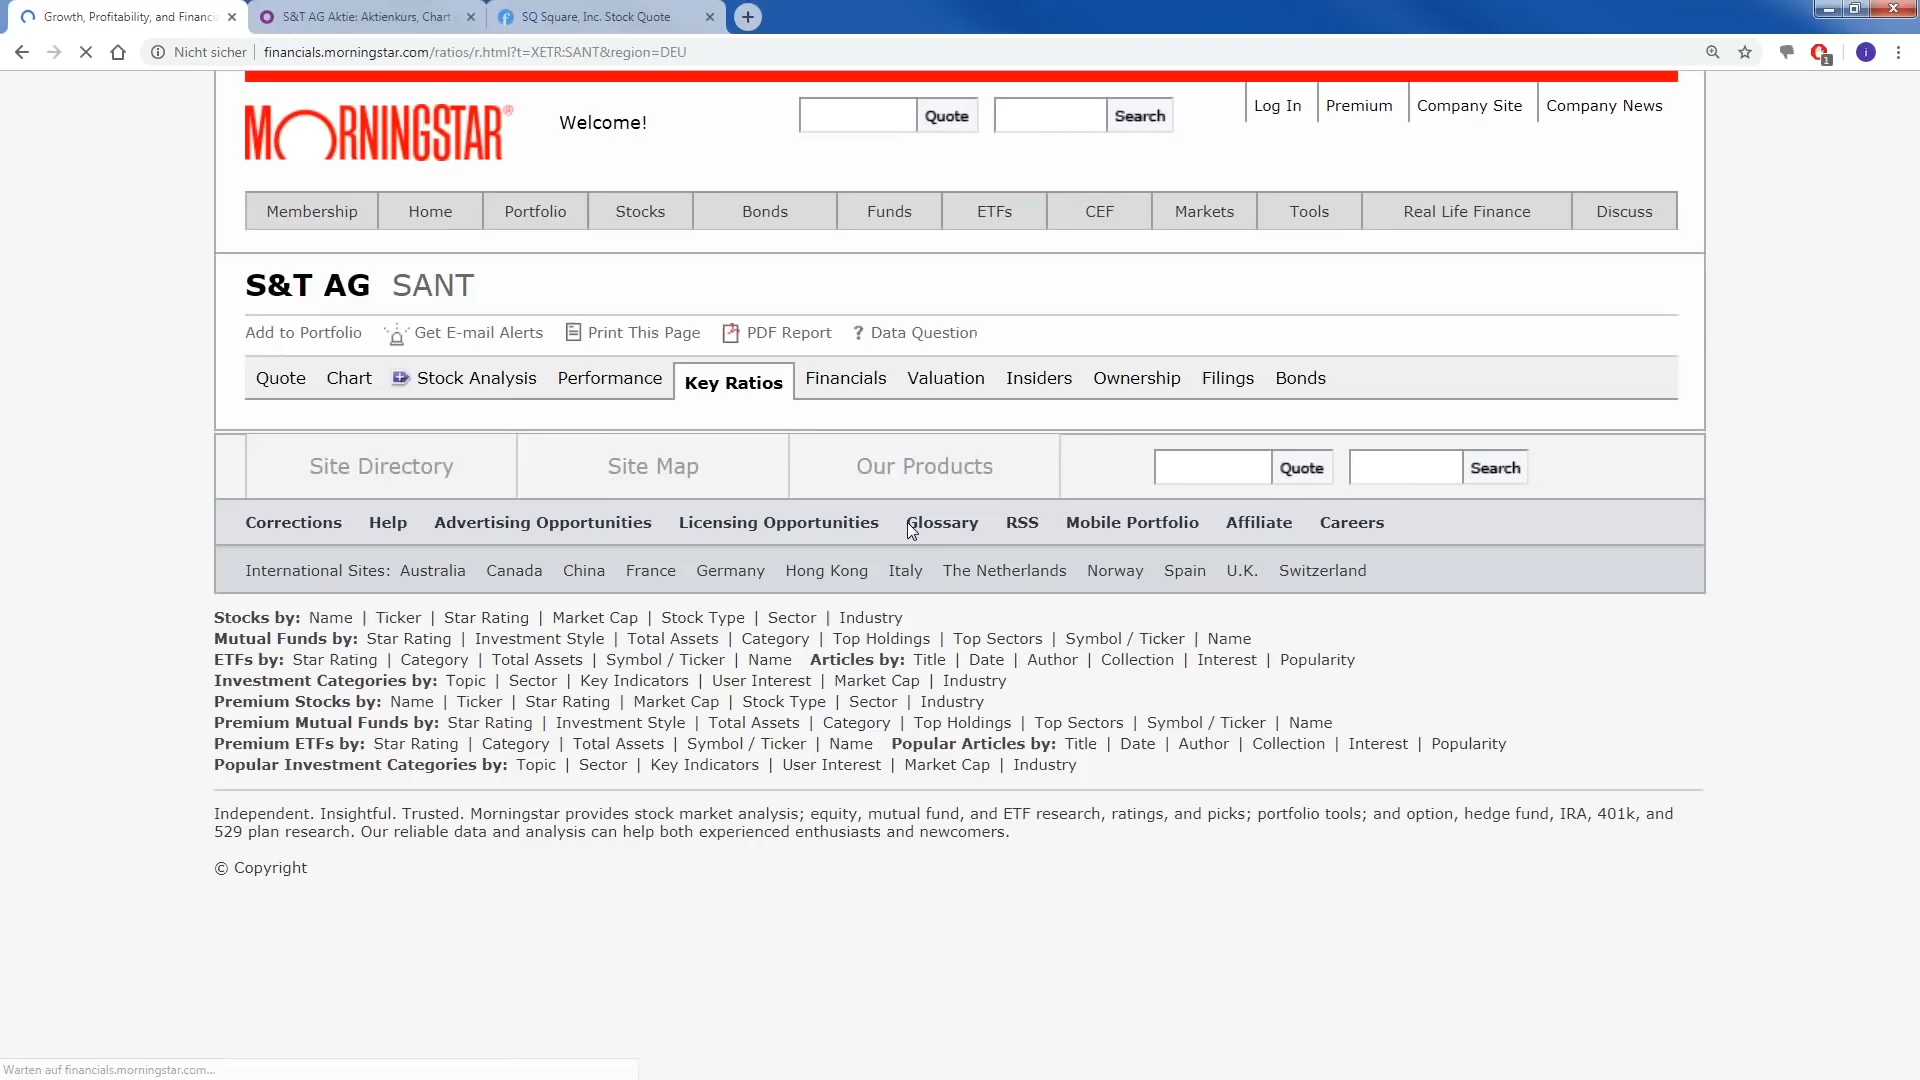 Growth, Profitability, and Financi
S&T AG Aktie: Aktienkurs, Chart
SQ Square, Inc. Stock Quote
Nicht sicher | financials.morningstar.com/ratios/r.html?t=XETR:SANT&region=DEU
1
i
MORNINGSTAR®
Welcome!
Quote
Search
Log In
Premium
Company Site
Company News
Membership
Home
Portfolio
Stocks
Bonds
Funds
ETFs
CEF
Markets
Tools
Real Life Finance
Discuss
S&T AG SANT
Add to Portfolio
Get E-mail Alerts
Print This Page
PDF Report
? Data Question
Quote
Chart
Stock Analysis
Performance
Key Ratios
Financials
Valuation
Insiders
Ownership
Filings
Bonds
Site Directory
Site Map
Our Products
Quote
Search
Corrections Help Advertising Opportunities Licensing Opportunities Glossary RSS Mobile Portfolio Affiliate Careers
International Sites: Australia Canada China France Germany Hong Kong Italy The Netherlands Norway Spain U.K. Switzerland
Stocks by: Name | Ticker | Star Rating | Market Cap | Stock Type | Sector | Industry
Mutual Funds by: Star Rating | Investment Style | Total Assets | Category | Top Holdings | Top Sectors | Symbol / Ticker | Name
ETFs by: Star Rating | Category | Total Assets | Symbol / Ticker | Name Articles by: Title | Date | Author | Collection | Interest | Popularity
Investment Categories by: Topic | Sector | Key Indicators | User Interest | Market Cap | Industry
Premium Stocks by: Name | Ticker | Star Rating | Market Cap | Stock Type | Sector | Industry
Premium Mutual Funds by: Star Rating | Investment Style | Total Assets | Category | Top Holdings | Top Sectors | Symbol / Ticker | Name
Premium ETFs by: Star Rating | Category | Total Assets | Symbol / Ticker | Name Popular Articles by: Title | Date | Author | Collection | Interest | Popularity
Popular Investment Categories by: Topic | Sector | Key Indicators | User Interest | Market Cap | Industry
Independent. Insightful. Trusted. Morningstar provides stock market analysis; equity, mutual fund, and ETF research, ratings, and picks; portfolio tools; and option, hedge fund, IRA, 401k, and
529 plan research. Our reliable data and analysis can help both experienced enthusiasts and newcomers.
© Copyright
Warten auf financials.morningstar.com...